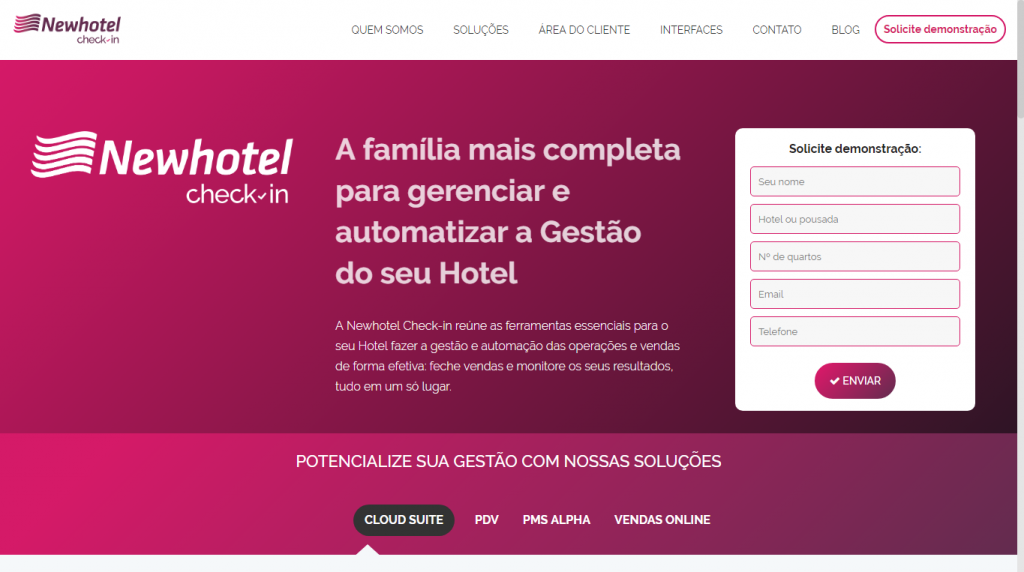 Newhotel
check-in
QUEM SOMOS
SOLUÇÕES
ÁREA DO CLIENTE
INTERFACES
CONTATO
BLOG
Solicite demonstração
Newhotel
check-in
A família mais completa
para gerenciar e
automatizar a Gestão
do seu Hotel
A Newhotel Check-in reúne as ferramentas essenciais para o
seu Hotel fazer a gestão e automação das operações e vendas
de forma efetiva: feche vendas e monitore os seus resultados,
tudo em um só lugar.
Solicite demonstração:
Seu nome
Hotel ou pousada
Nº de quartos
Email
Telefone
ENVIAR
POTENCIALIZE SUA GESTÃO COM NOSSAS SOLUÇÕES
CLOUD SUITE
PDV
PMS ALPHA
VENDAS ONLINE